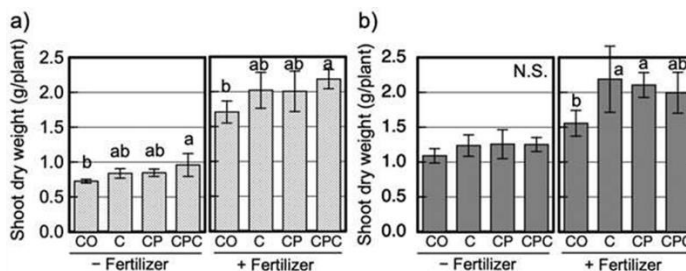 a)
Shoot dry weight (g/plant)
2.5
2.0
1.5
1.0
0.5
0.0
b ab ab a
b ab ab a
CO C CP CPC CO C CP CPC
– Fertilizer + Fertilizer
b)
Shoot dry weight (g/plant)
2.5
2.0
1.5
1.0
0.5
0.0
N.S.
b a a ab
CO C CP CPC CO C CP CPC
– Fertilizer + Fertilizer